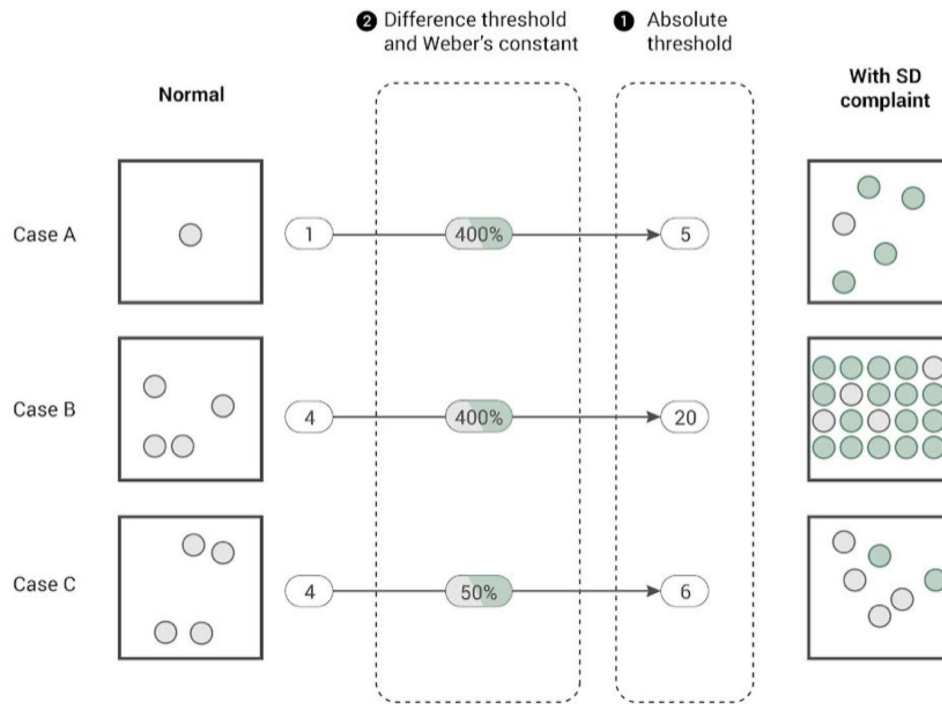 ❷ Difference threshold
and Weber's constant
❶ Absolute
threshold
Normal
With SD
complaint
Case A
1
400%
5
Case B
4
400%
20
Case C
4
50%
6